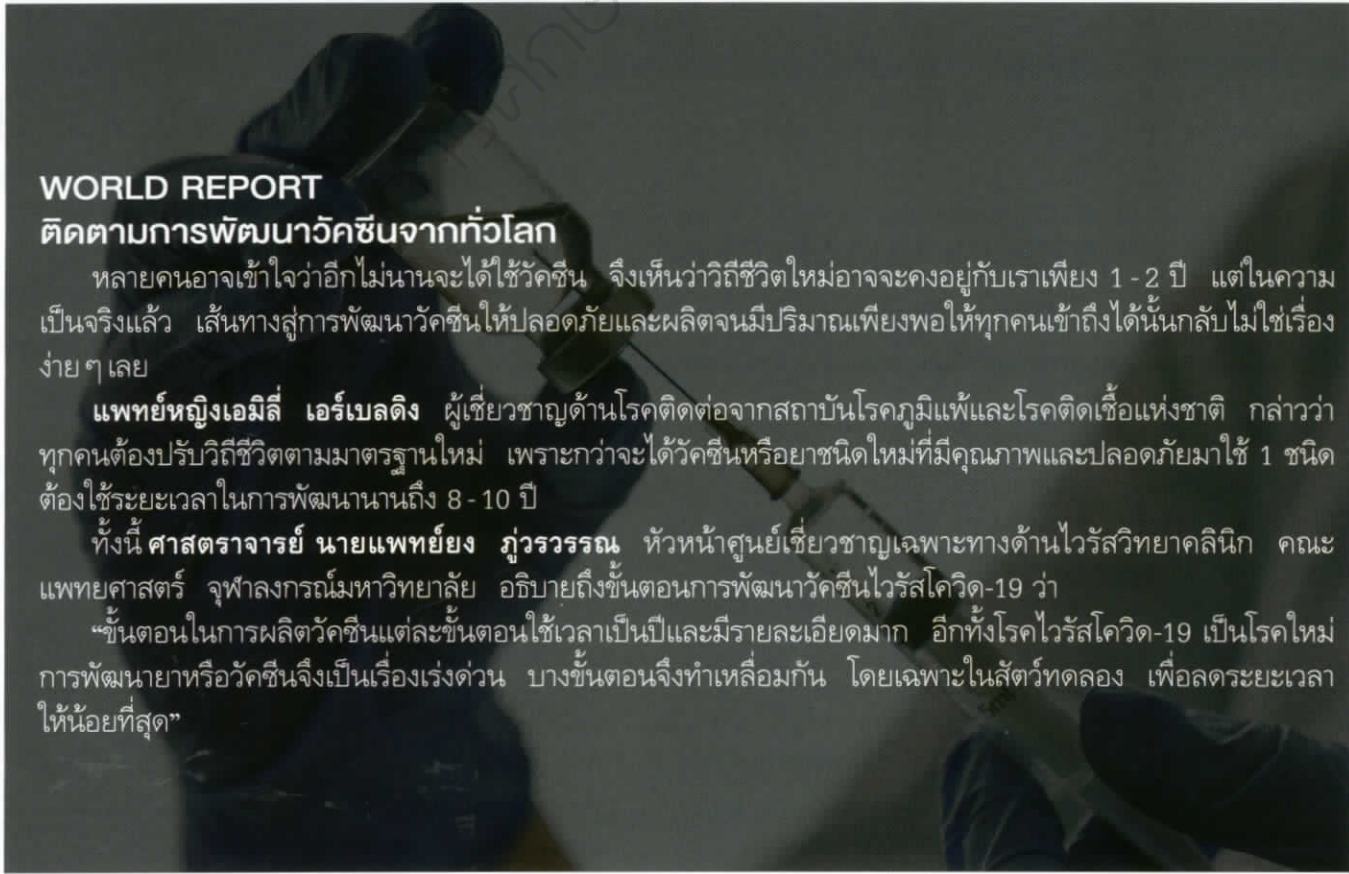 WORLD REPORT
ติดตามการพัฒนาวัคซีนจากทั่วโลก
หลายคนอาจเข้าใจว่าอีกไม่นานจะได้ใช้วัคซีน จึงเห็นว่าวิถีชีวิตใหม่อาจจะคงอยู่กับเราเพียง 1 - 2 ปี แต่ในความ
เป็นจริงแล้ว เส้นทางสู่การพัฒนาวัคซีนให้ปลอดภัยและผลิตจนมีปริมาณเพียงพอให้ทุกคนเข้าถึงได้นั้นกลับไม่ใช่เรื่อง
ง่าย ๆ เลย
แพทย์หญิงเอมิลี่ เอร์เบลดิง ผู้เชี่ยวชาญด้านโรคติดต่อจากสถาบันโรคภูมิแพ้และโรคติดเชื้อแห่งชาติ กล่าวว่า
ทุกคนต้องปรับวิถีชีวิตตามมาตรฐานใหม่ เพราะกว่าจะได้วัคซีนหรือยาชนิดใหม่ที่มีคุณภาพและปลอดภัยมาใช้ 1 ชนิด
ต้องใช้ระยะเวลาในการพัฒนานานถึง 8 - 10 ปี
ทั้งนี้ ศาสตราจารย์ นายแพทย์ยง ภู่วรวรรณ หัวหน้าศูนย์เชี่ยวชาญเฉพาะทางด้านไวรัสวิทยาคลินิก คณะ
แพทยศาสตร์ จุฬาลงกรณ์มหาวิทยาลัย อธิบายถึงขั้นตอนการพัฒนาวัคซีนไวรัสโควิด-19 ว่า
“ขั้นตอนในการผลิตวัคซีนแต่ละขั้นตอนใช้เวลาเป็นปีและมีรายละเอียดมาก อีกทั้งโรคไวรัสโควิด-19 เป็นโรคใหม่
การพัฒนายาหรือวัคซีนจึงเป็นเรื่องเร่งด่วน บางขั้นตอนจึงทำเหลื่อมกัน โดยเฉพาะในสัตว์ทดลอง เพื่อลดระยะเวลา
ให้น้อยที่สุด”